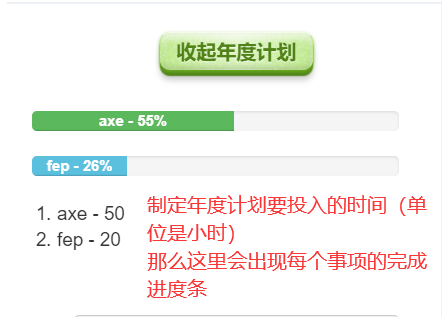 收起年度计划
axe - 55%
fep - 26%
1. axe - 50
2. fep - 20
制定年度计划要投入的时间（单
位是小时）
那么这里会出现每个事项的完成
进度条